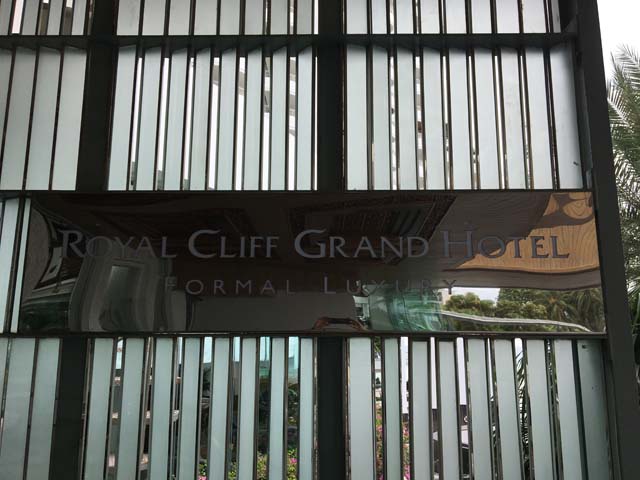 ROYAL CLIFF GRAND HOTEL
FORMAL LUXURY